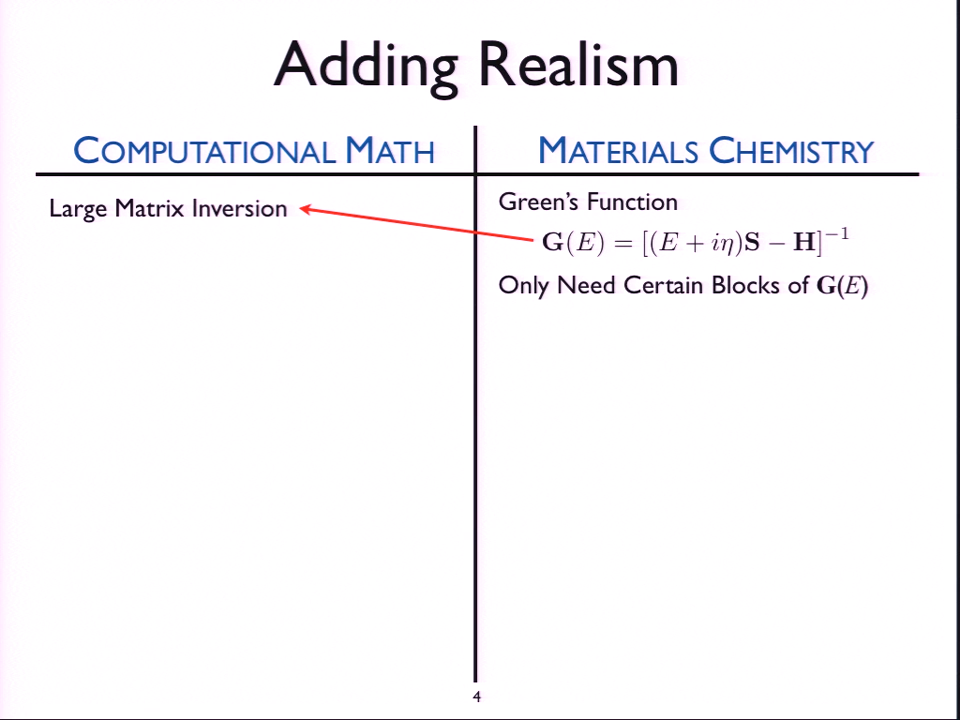 Adding Realism
COMPUTATIONAL MATH
MATERIALS CHEMISTRY
Large Matrix Inversion
Green's Function
G(E) = [(E + iη)S − H]⁻¹
Only Need Certain Blocks of G(E)
4